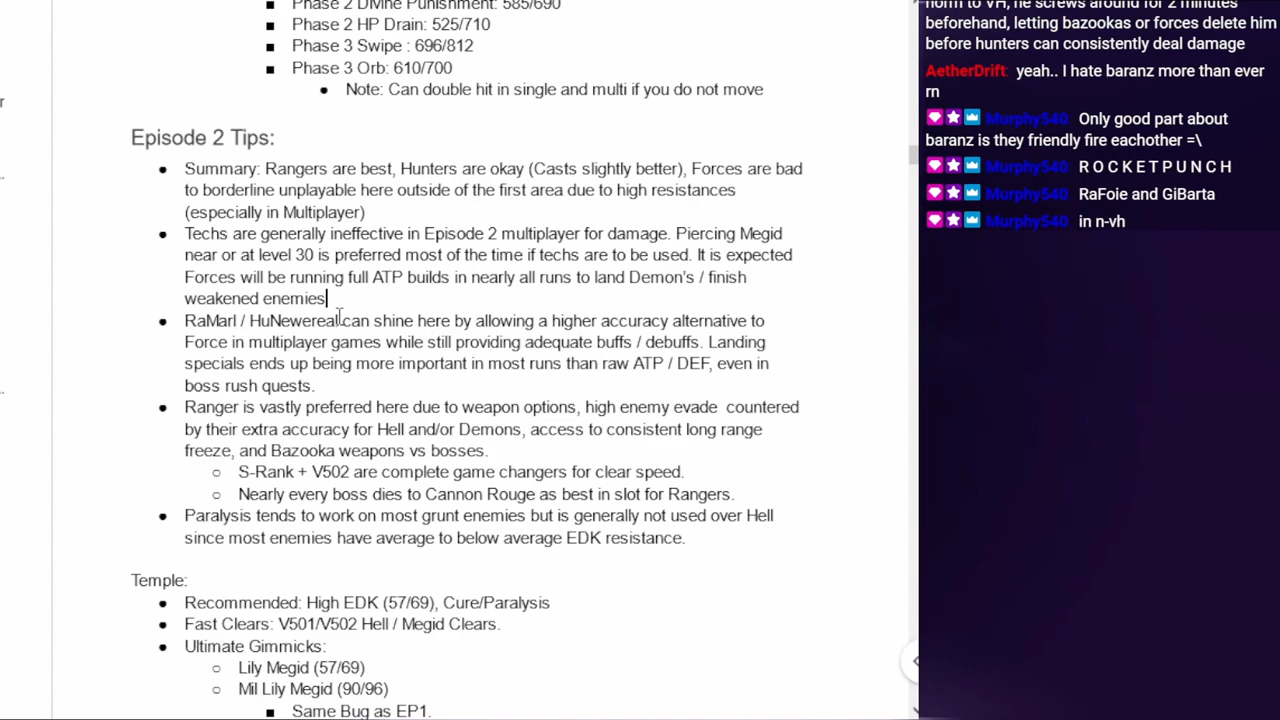 Phase 2 Divine Punishment: 585/690
Phase 2 HP Drain: 525/710
Phase 3 Swipe : 696/812
Phase 3 Orb: 610/700
Note: Can double hit in single and multi if you do not move
Episode 2 Tips:
Summary: Rangers are best, Hunters are okay (Casts slightly better), Forces are bad
to borderline unplayable here outside of the first area due to high resistances
(especially in Multiplayer)
Techs are generally ineffective in Episode 2 multiplayer for damage. Piercing Megid
near or at level 30 is preferred most of the time if techs are to be used. It is expected
Forces will be running full ATP builds in nearly all runs to land Demon's / finish
weakened enemies
RaMarl / HuNewereal can shine here by allowing a higher accuracy alternative to
Force in multiplayer games while still providing adequate buffs / debuffs. Landing
specials ends up being more important in most runs than raw ATP / DEF, even in
boss rush quests.
Ranger is vastly preferred here due to weapon options, high enemy evade countered
by their extra accuracy for Hell and/or Demons, access to consistent long range
freeze, and Bazooka weapons vs bosses.
S-Rank + V502 are complete game changers for clear speed.
Nearly every boss dies to Cannon Rouge as best in slot for Rangers.
Paralysis tends to work on most grunt enemies but is generally not used over Hell
since most enemies have average to below average EDK resistance.
Temple:
Recommended: High EDK (57/69), Cure/Paralysis
Fast Clears: V501/V502 Hell / Megid Clears.
Ultimate Gimmicks:
Lily Megid (57/69)
Mil Lily Megid (90/96)
Same Bug as EP1.
norm to VH, he screws around for 2 minutes
beforehand, letting bazookas or forces delete him
before hunters can consistently deal damage
AetherDrift: yeah.. I hate baranz more than ever
rn
Murphy540: Only good part about
baranz is they friendly fire eachother =\
Murphy540: R O C K E T P U N C H
Murphy540: RaFoie and GiBarta
Murphy540: in n-vh